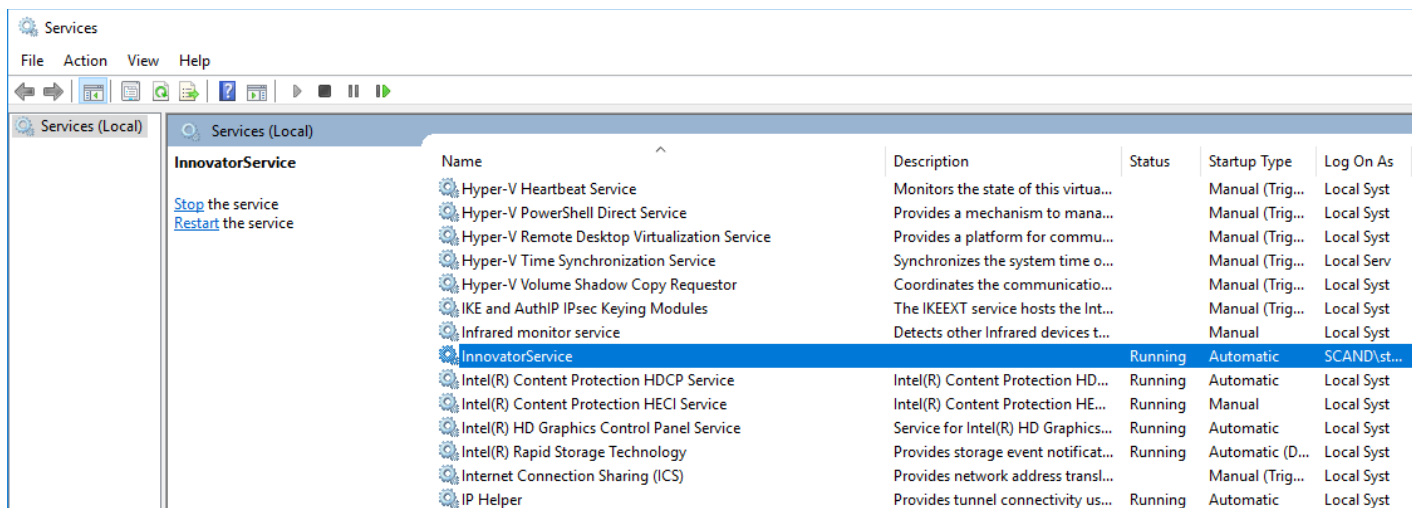 Services
File Action View Help
Services (Local)
Services (Local)
InnovatorService
Stop the service
Restart the service
Name Description Status Startup Type Log On As
Hyper-V Heartbeat Service Monitors the state of this virtua... Manual (Trig... Local Syst
Hyper-V PowerShell Direct Service Provides a mechanism to mana... Manual (Trig... Local Syst
Hyper-V Remote Desktop Virtualization Service Provides a platform for commu... Manual (Trig... Local Syst
Hyper-V Time Synchronization Service Synchronizes the system time o... Manual (Trig... Local Serv
Hyper-V Volume Shadow Copy Requestor Coordinates the communicatio... Manual (Trig... Local Syst
IKE and AuthIP IPsec Keying Modules The IKEEXT service hosts the Int... Manual (Trig... Local Syst
Infrared monitor service Detects other Infrared devices t... Manual Local Syst
InnovatorService Running Automatic SCAND\st...
Intel(R) Content Protection HDCP Service Intel(R) Content Protection HD... Running Automatic Local Syst
Intel(R) Content Protection HECI Service Intel(R) Content Protection HE... Running Manual Local Syst
Intel(R) HD Graphics Control Panel Service Service for Intel(R) HD Graphics... Running Automatic Local Syst
Intel(R) Rapid Storage Technology Provides storage event notificat... Running Automatic (D... Local Syst
Internet Connection Sharing (ICS) Provides network address transl... Manual (Trig... Local Syst
IP Helper Provides tunnel connectivity us... Running Automatic Local Syst